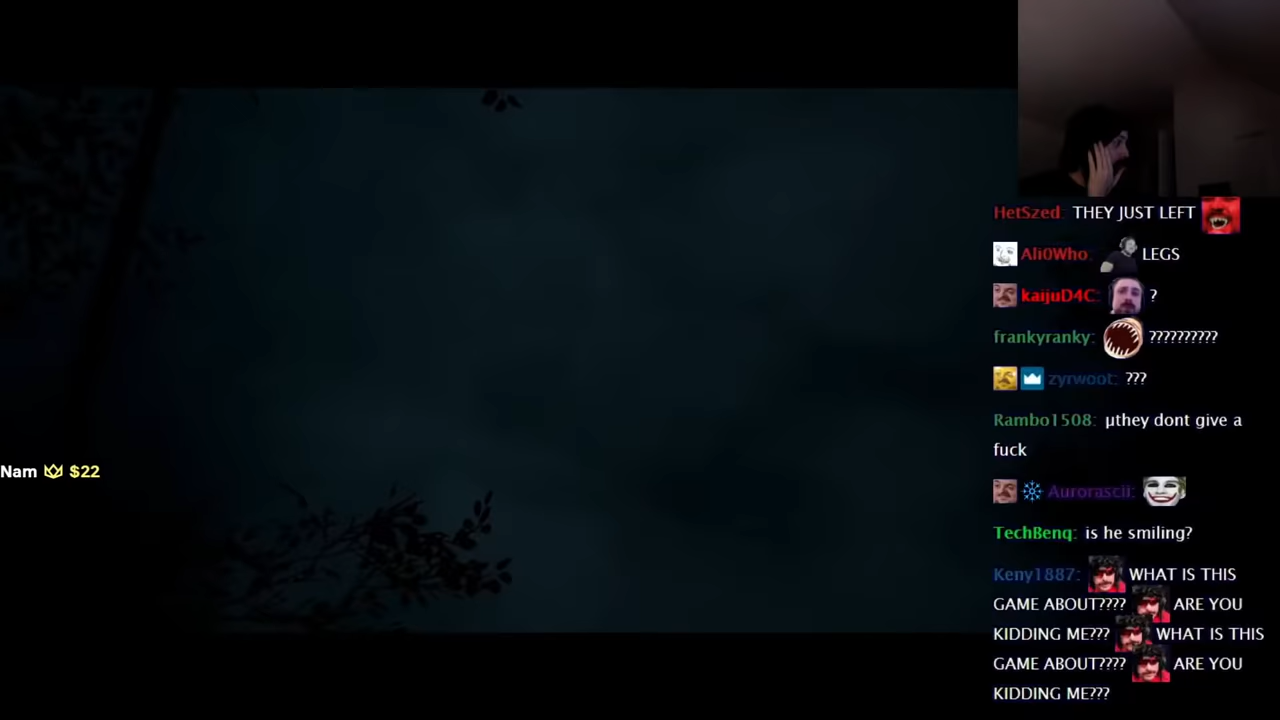 HetSzed: THEY JUST LEFT
Ali0Who: LEGS
kaijuD4C: ?
frankyranky: ??????????
zyrwoot: ???
Rambo1508: µthey dont give a
fuck
Nam $22
Aurorascii:
TechBenq: is he smiling?
Keny1887: WHAT IS THIS
GAME ABOUT???? ARE YOU
KIDDING ME??? WHAT IS THIS
GAME ABOUT???? ARE YOU
KIDDING ME???